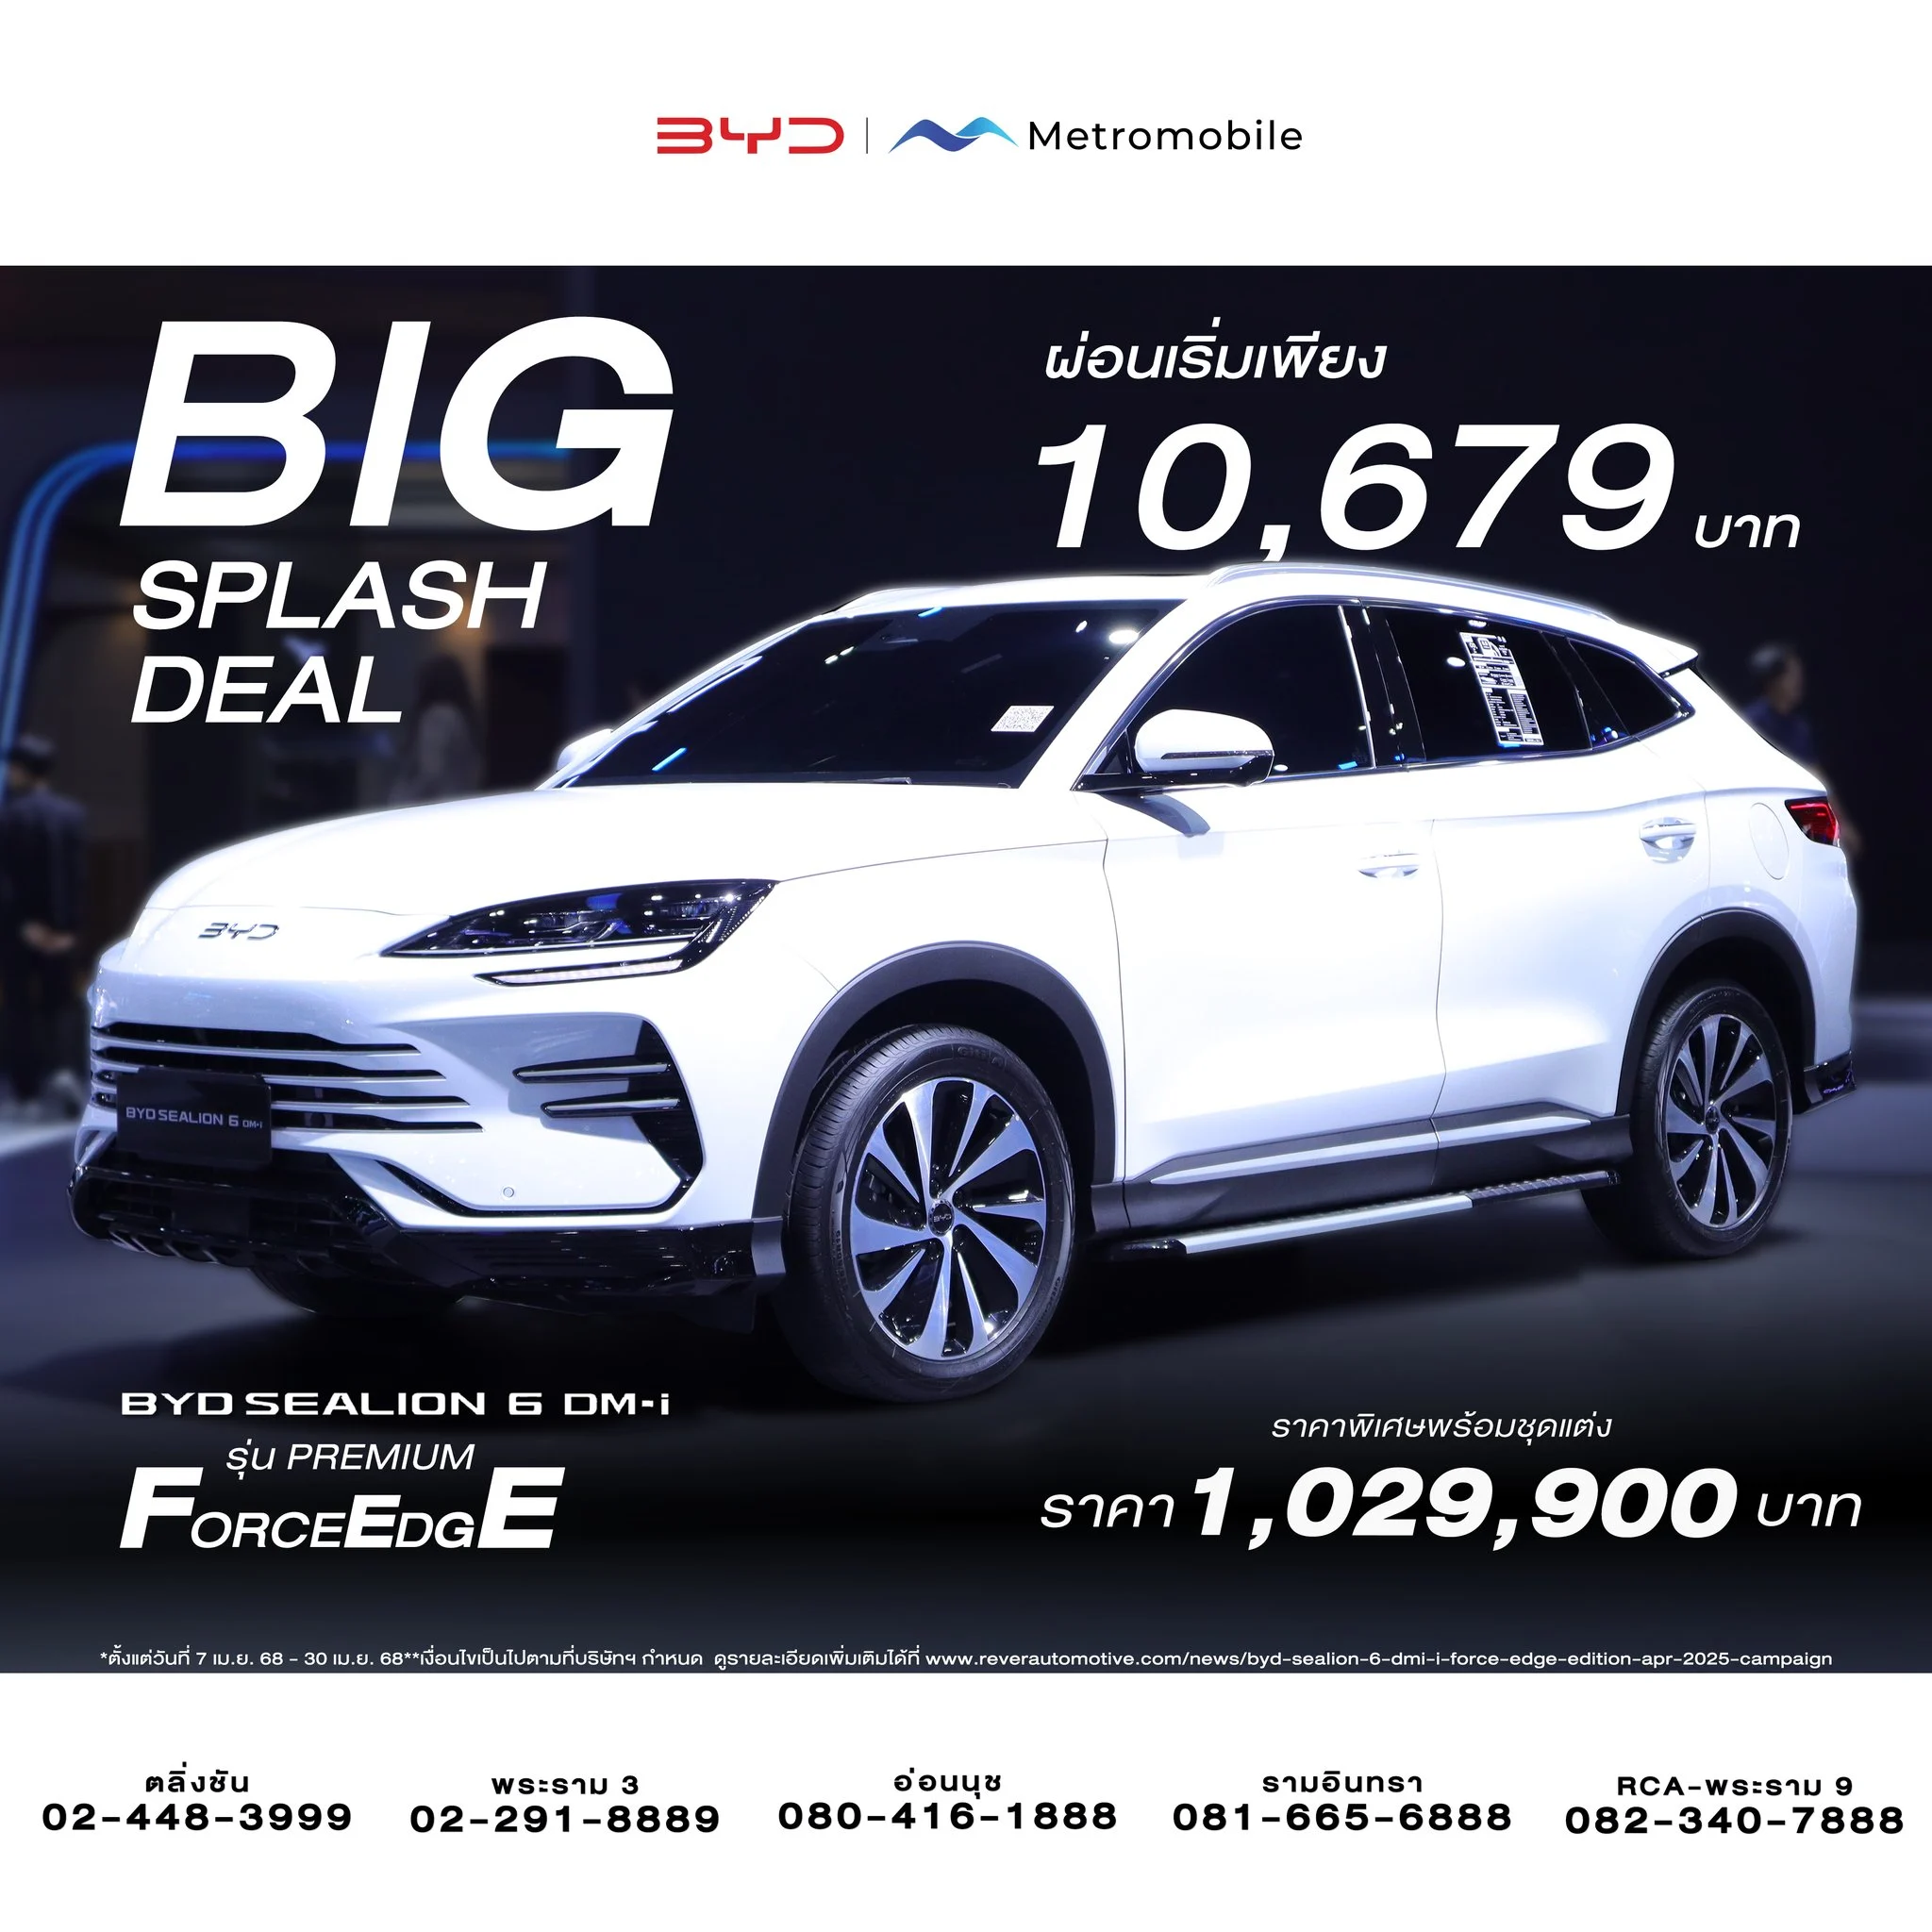 BYD | Metromobile
BIG
SPLASH
DEAL
ผ่อนเริ่มเพียง
10,679 บาท
BYD
BYD SEALION 6 DM-i
BYD
BYD SEALION 6 DM-i
รุ่น PREMIUM
FORCEEDGE
ราคาพิเศษพร้อมชุดแต่ง
ราคา 1,029,900 บาท
*ตั้งแต่วันที่ 7 เม.ย. 68 - 30 เม.ย. 68**เงื่อนไขเป็นไปตามที่บริษัทฯ กำหนด ดูรายละเอียดเพิ่มเติมได้ที่ www.reverautomotive.com/news/byd-sealion-6-dmi-i-force-edge-edition-apr-2025-campaign
ตลิ่งชัน
02-448-3999
พระราม 3
02-291-8889
อ่อนนุช
080-416-1888
รามอินทรา
081-665-6888
RCA-พระราม 9
082-340-7888